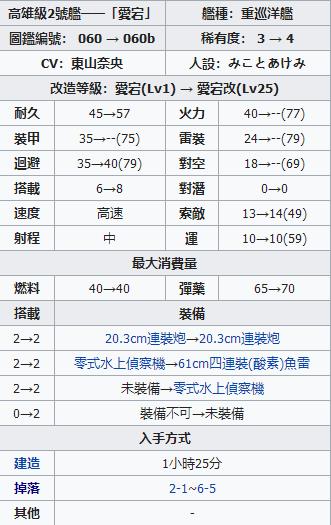 高雄級2號艦——「愛宕」 艦種：重巡洋艦
圖鑑編號： 060 → 060b 稀有度：3 → 4
CV：東山奈央 人設：みことあけみ
改造等級：愛宕(Lv1) → 愛宕改(Lv25)
耐久 45→57 火力 40→--(77)
裝甲 35→--(75) 雷裝 24→--(79)
迴避 35→40(79) 對空 18→--(69)
搭載 6→8 對潛 0→0
速度 高速 索敵 13→14(49)
射程 中 運 10→10(59)
最大消費量
燃料 40→40 彈藥 65→70
搭載 裝備
2→2 20.3cm連裝炮→20.3cm連裝炮
2→2 零式水上偵察機→61cm四連裝(酸素)魚雷
2→2 未裝備→零式水上偵察機
0→2 裝備不可→未裝備
入手方式
建造 1小時25分
掉落 2-1~6-5
其他 -